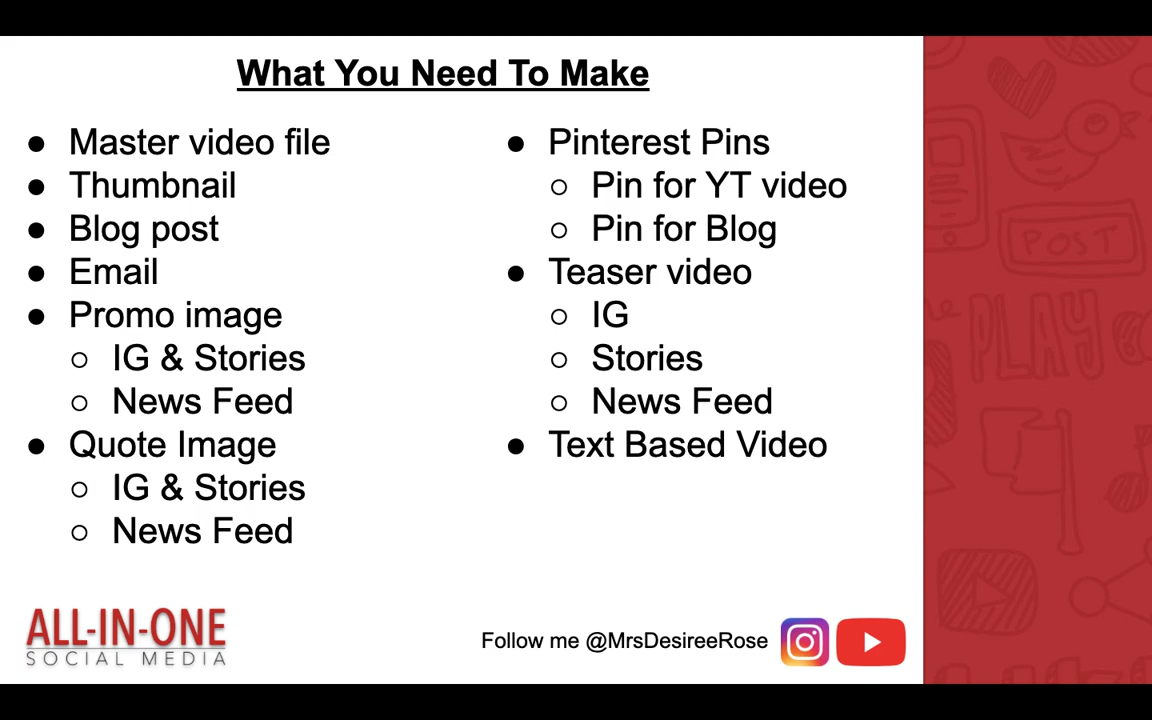 What You Need To Make
● Master video file
● Thumbnail
● Blog post
● Email
● Promo image
○ IG & Stories
○ News Feed
● Quote Image
○ IG & Stories
○ News Feed
● Pinterest Pins
○ Pin for YT video
○ Pin for Blog
● Teaser video
○ IG
○ Stories
○ News Feed
● Text Based Video
POST
PLAY
ALL-IN-ONE
SOCIAL MEDIA
Follow me @MrsDesireeRose